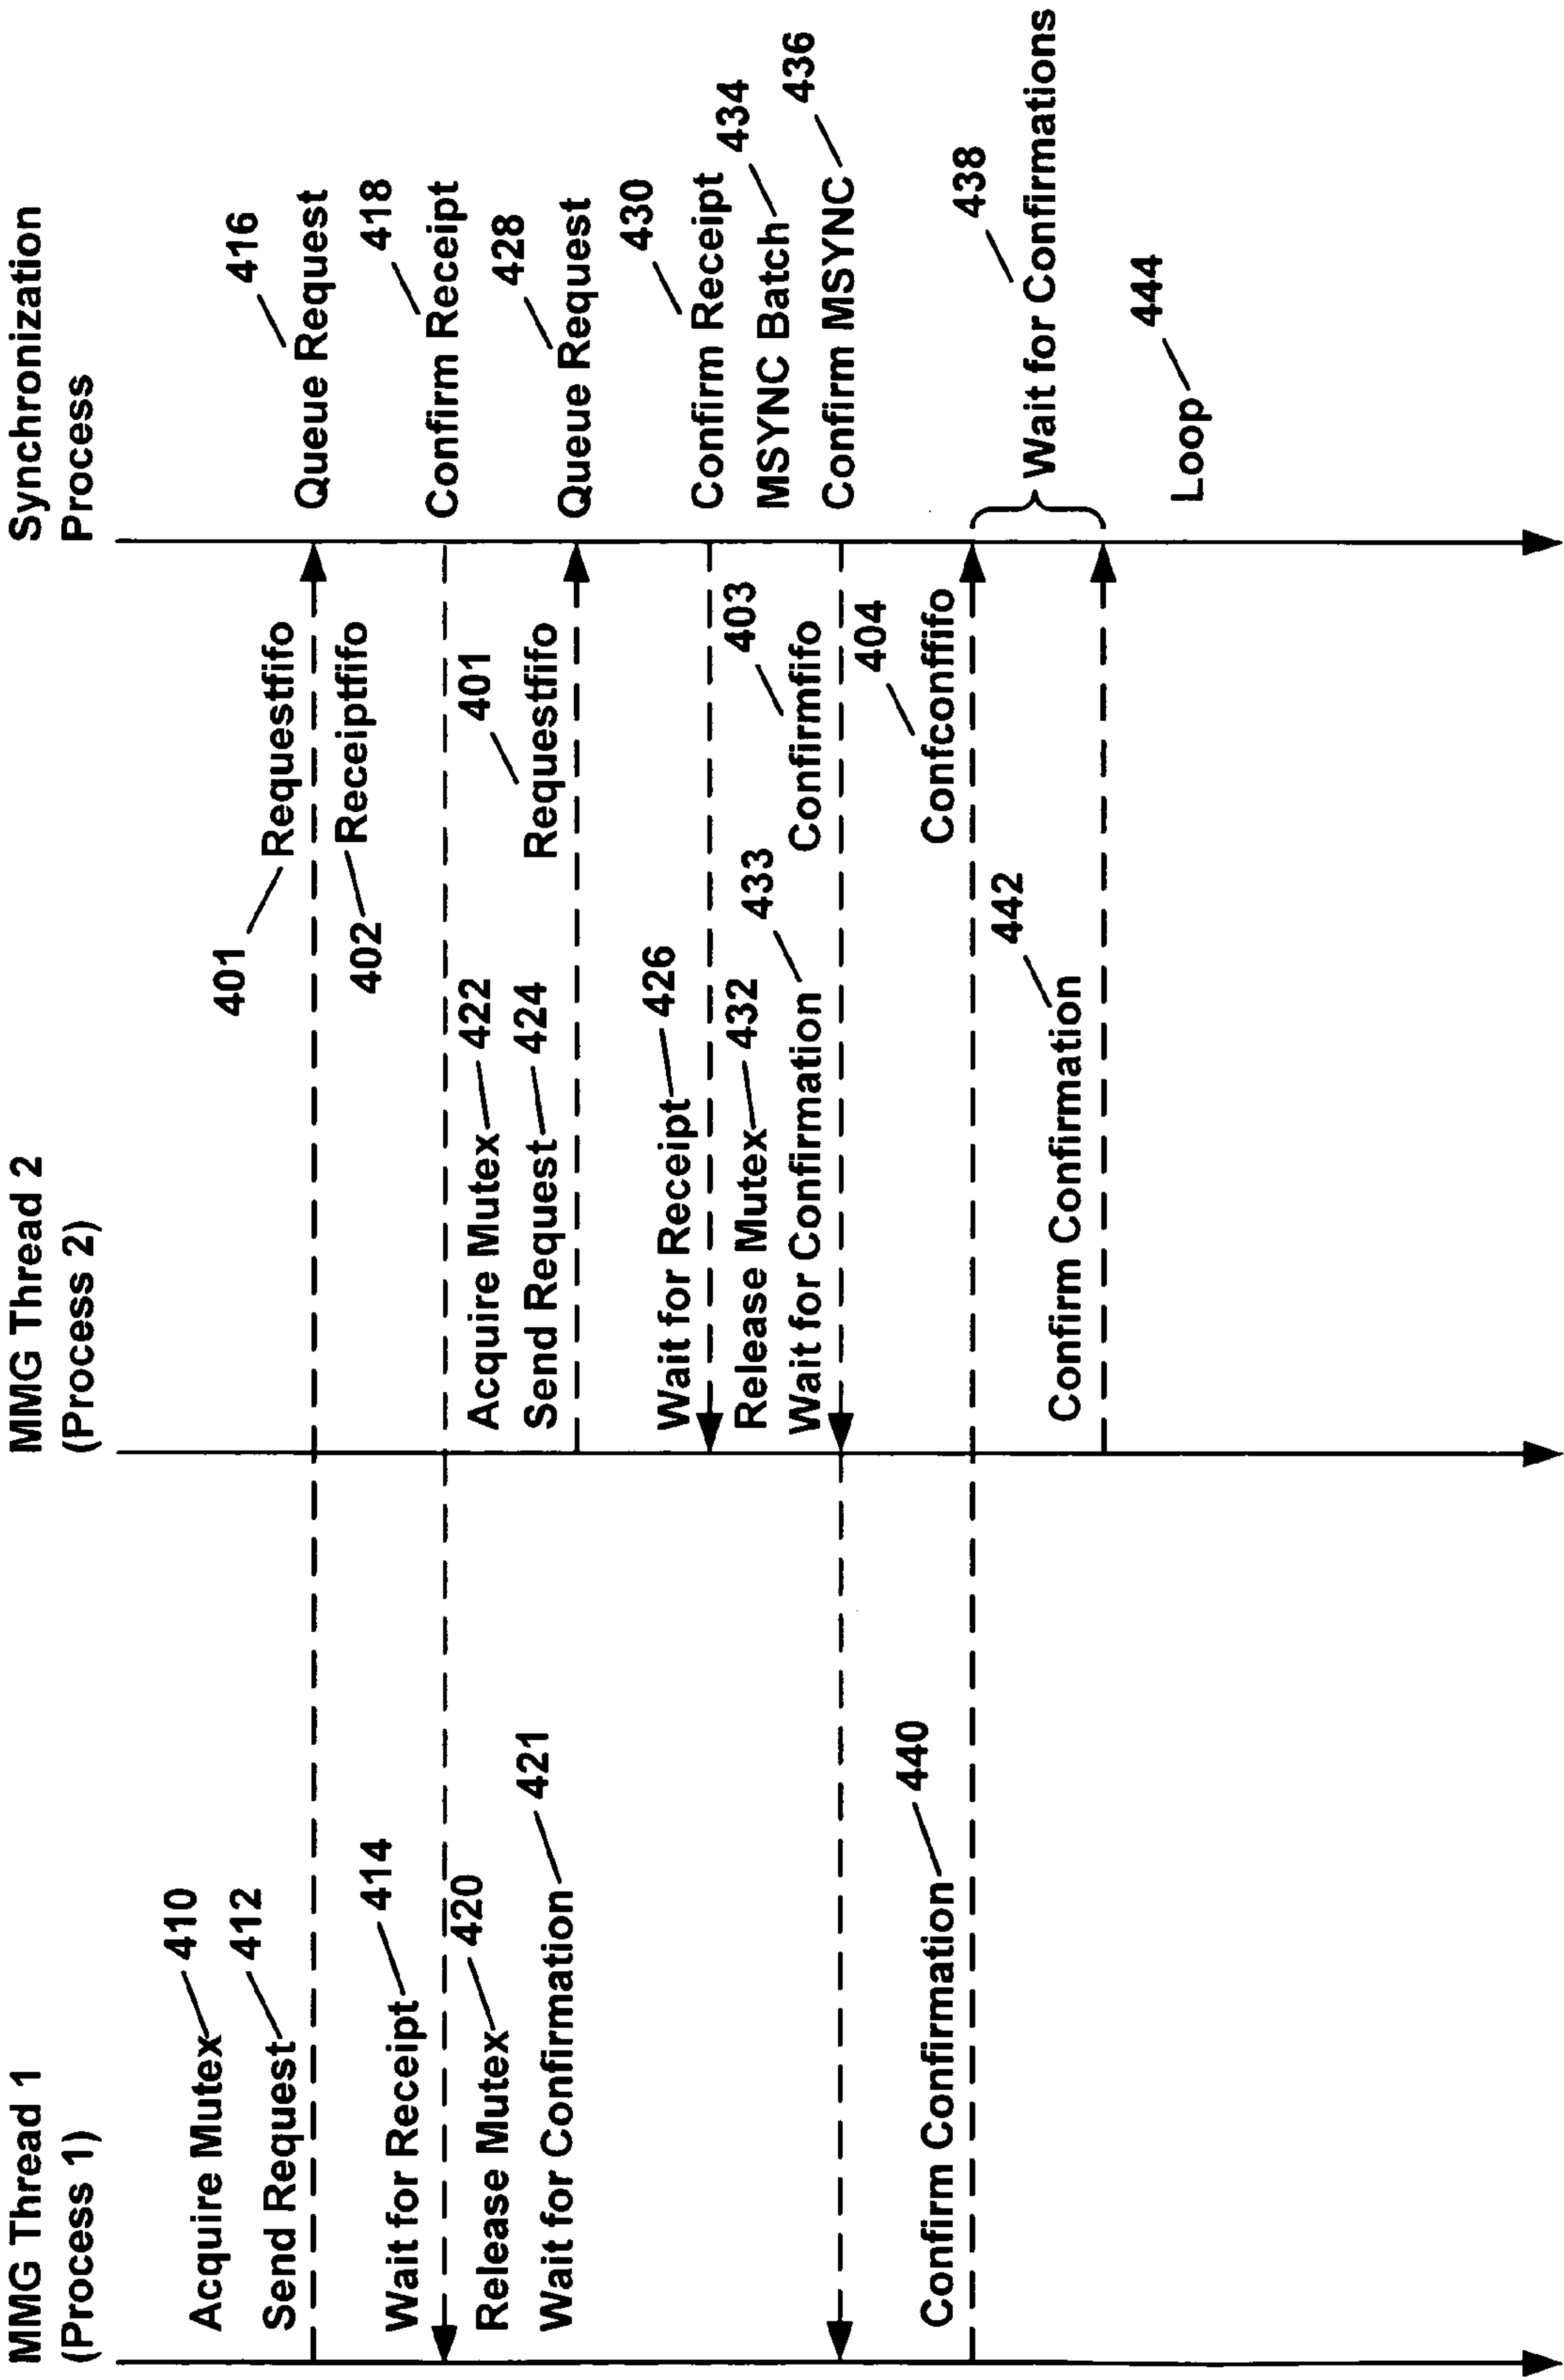 MMG Thread 1
(Process 1)
MMG Thread 2
(Process 2)
Synchronization
Process
Acquire Mutex 410
Send Request 412
401 Requestfifo
Queue Request 416
402 Receiptfifo
Wait for Receipt 414
Confirm Receipt 418
Release Mutex 420
Wait for Confirmation 421
Acquire Mutex 422
Send Request 424
401
Requestfifo
Queue Request 428
Wait for Receipt 426
Confirm Receipt 430
Release Mutex 432
Wait for Confirmation 433
MSYNC Batch 434
403
Confirmfifo
Confirm MSYNC 436
Confirm Confirmation 440
404
Confconffifo
Confirm Confirmation 442
Wait for Confirmations 438
Loop 444